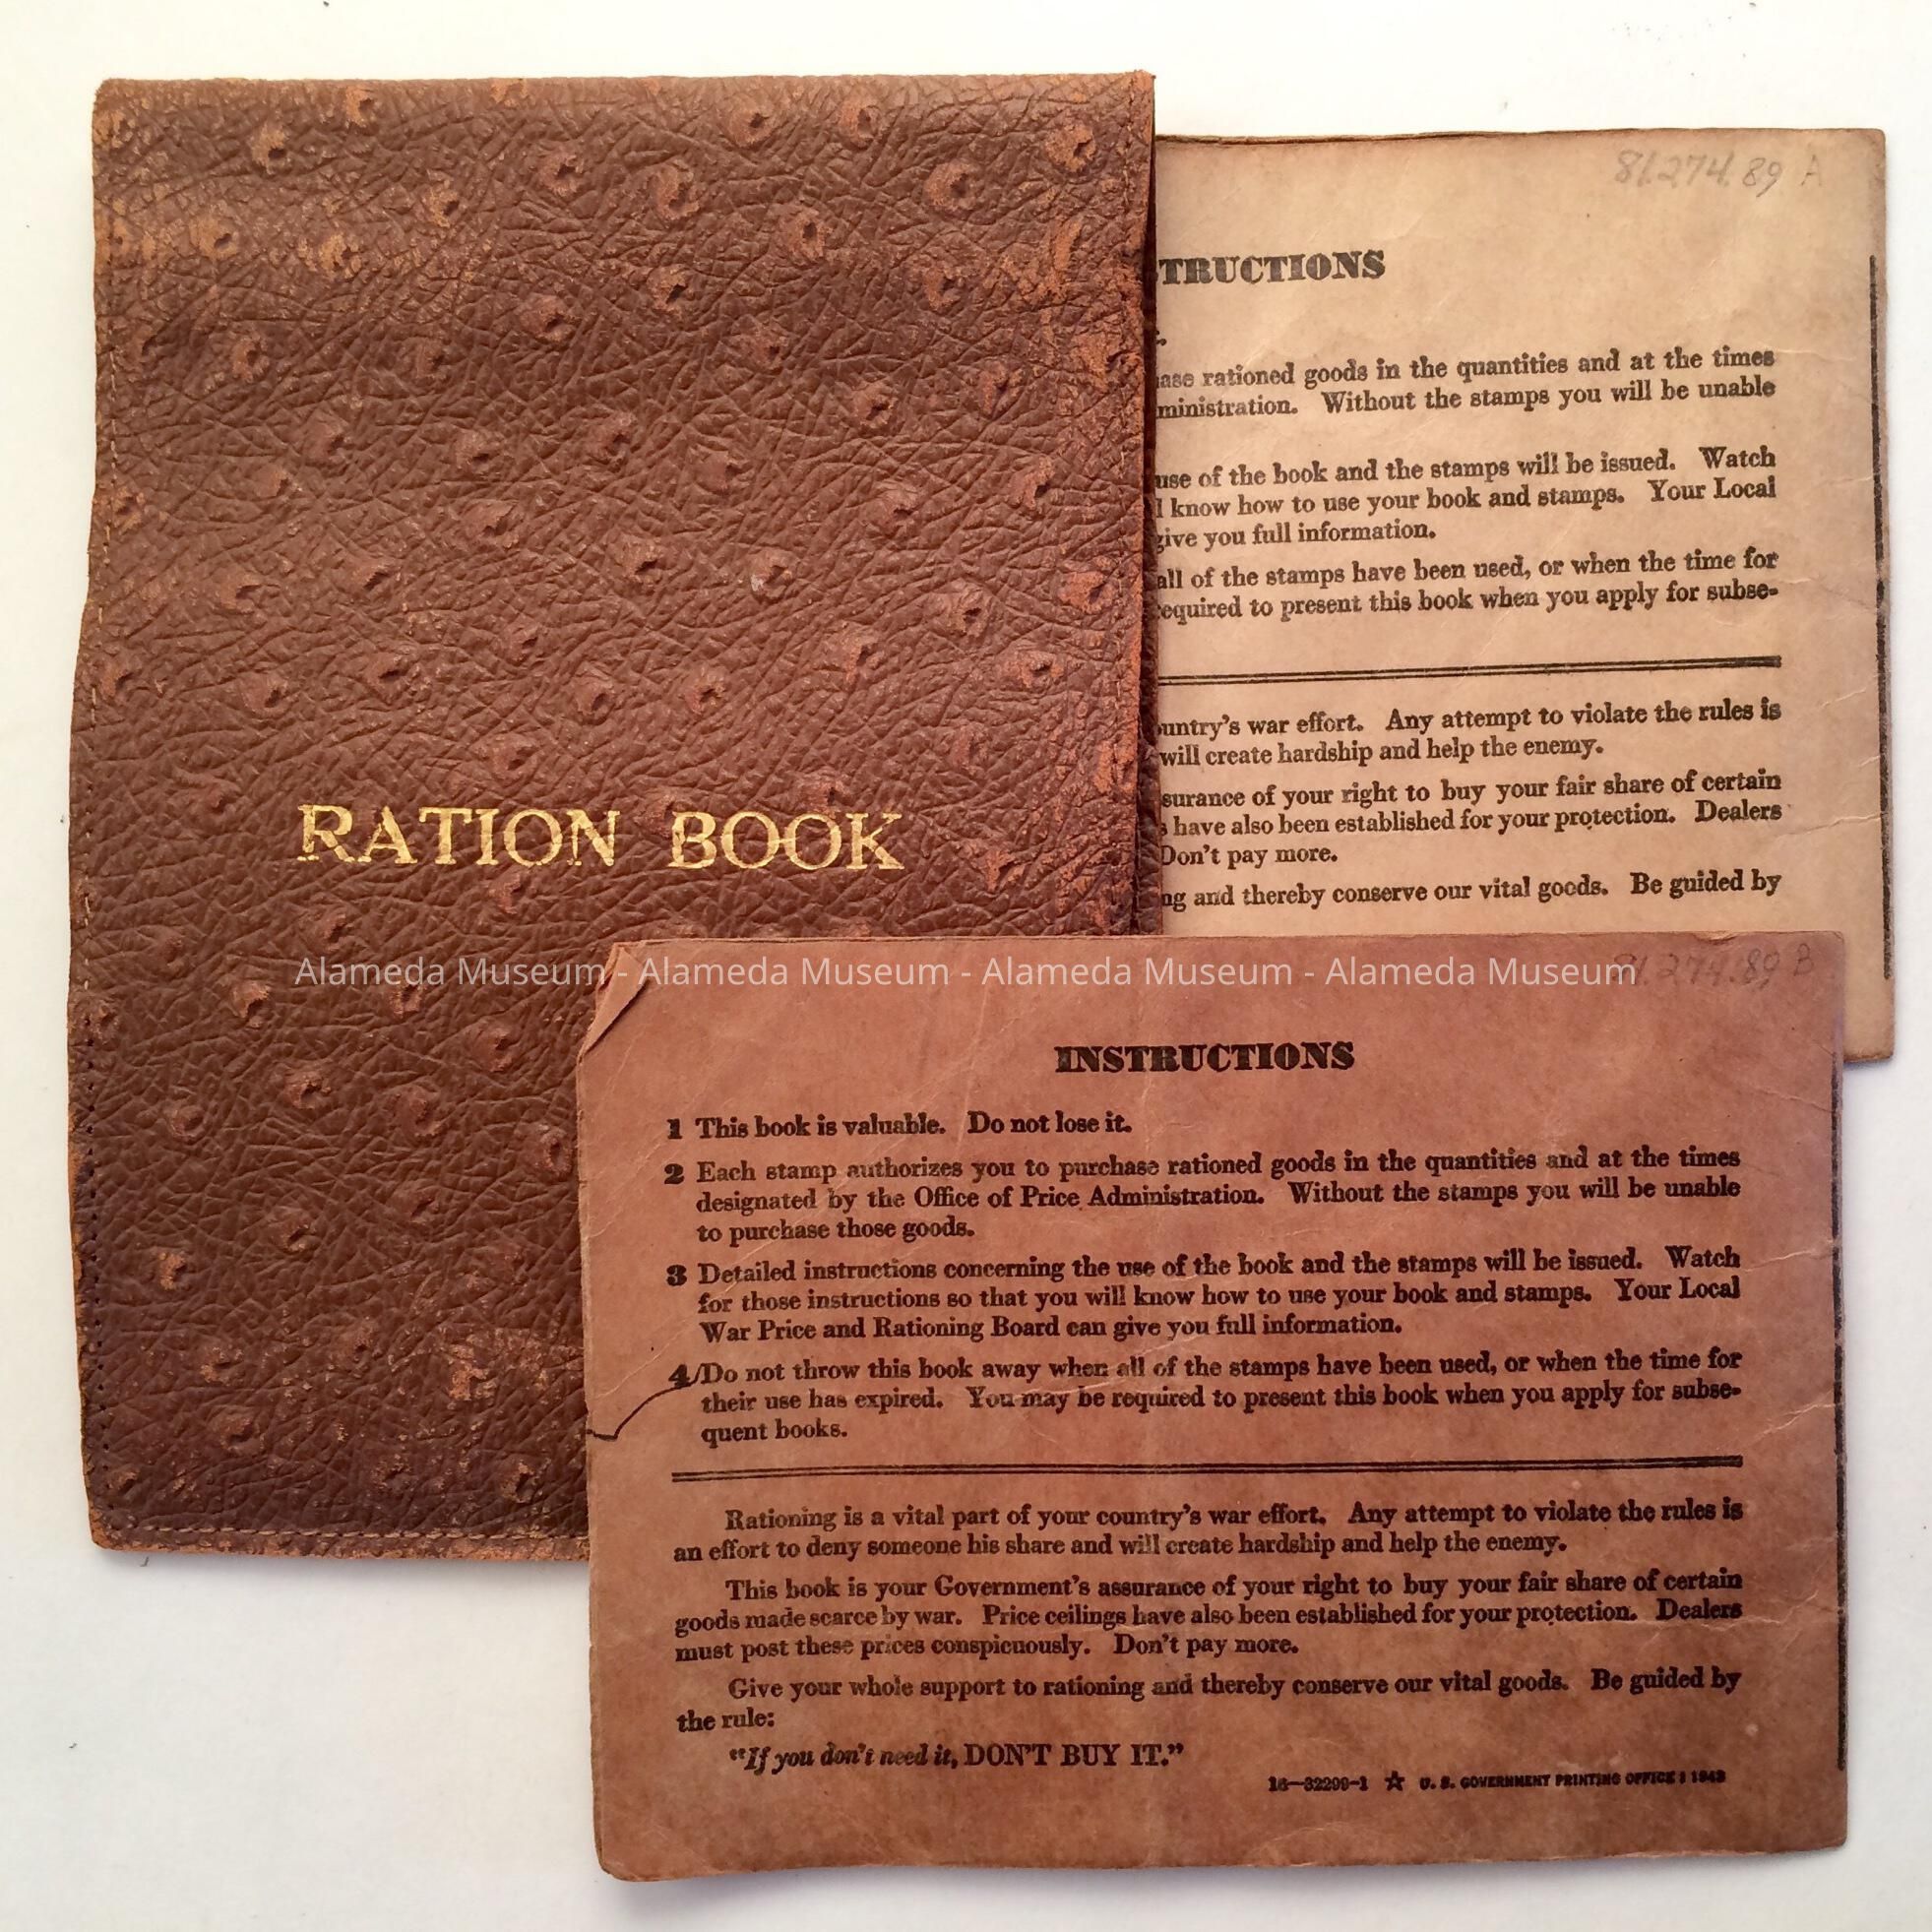 RATION BOOK
81.274.89 A
TRUCTIONS
ase rationed goods in the quantities and at the times
ministration. Without the stamps you will be unable
use of the book and the stamps will be issued. Watch
l know how to use your book and stamps. Your Local
give you full information.
all of the stamps have been used, or when the time for
equired to present this book when you apply for subse-
untry's war effort. Any attempt to violate the rules is
will create hardship and help the enemy.
surance of your right to buy your fair share of certain
s have also been established for your protection. Dealers
Don't pay more.
ng and thereby conserve our vital goods. Be guided by
Alameda Museum - Alameda Museum - Alameda Museum - Alameda Museum
81.274.89 B
INSTRUCTIONS
1 This book is valuable. Do not lose it.
2 Each stamp authorizes you to purchase rationed goods in the quantities and at the times
designated by the Office of Price Administration. Without the stamps you will be unable
to purchase those goods.
3 Detailed instructions concerning the use of the book and the stamps will be issued. Watch
for those instructions so that you will know how to use your book and stamps. Your Local
War Price and Rationing Board can give you full information.
4 Do not throw this book away when all of the stamps have been used, or when the time for
their use has expired. You may be required to present this book when you apply for subse-
quent books.
Rationing is a vital part of your country's war effort. Any attempt to violate the rules is
an effort to deny someone his share and will create hardship and help the enemy.
This book is your Government's assurance of your right to buy your fair share of certain
goods made scarce by war. Price ceilings have also been established for your protection. Dealers
must post these prices conspicuously. Don't pay more.
Give your whole support to rationing and thereby conserve our vital goods. Be guided by
the rule:
"If you don't need it, DON'T BUY IT."
16—32299-1 ☆ U. S. GOVERNMENT PRINTING OFFICE : 1943